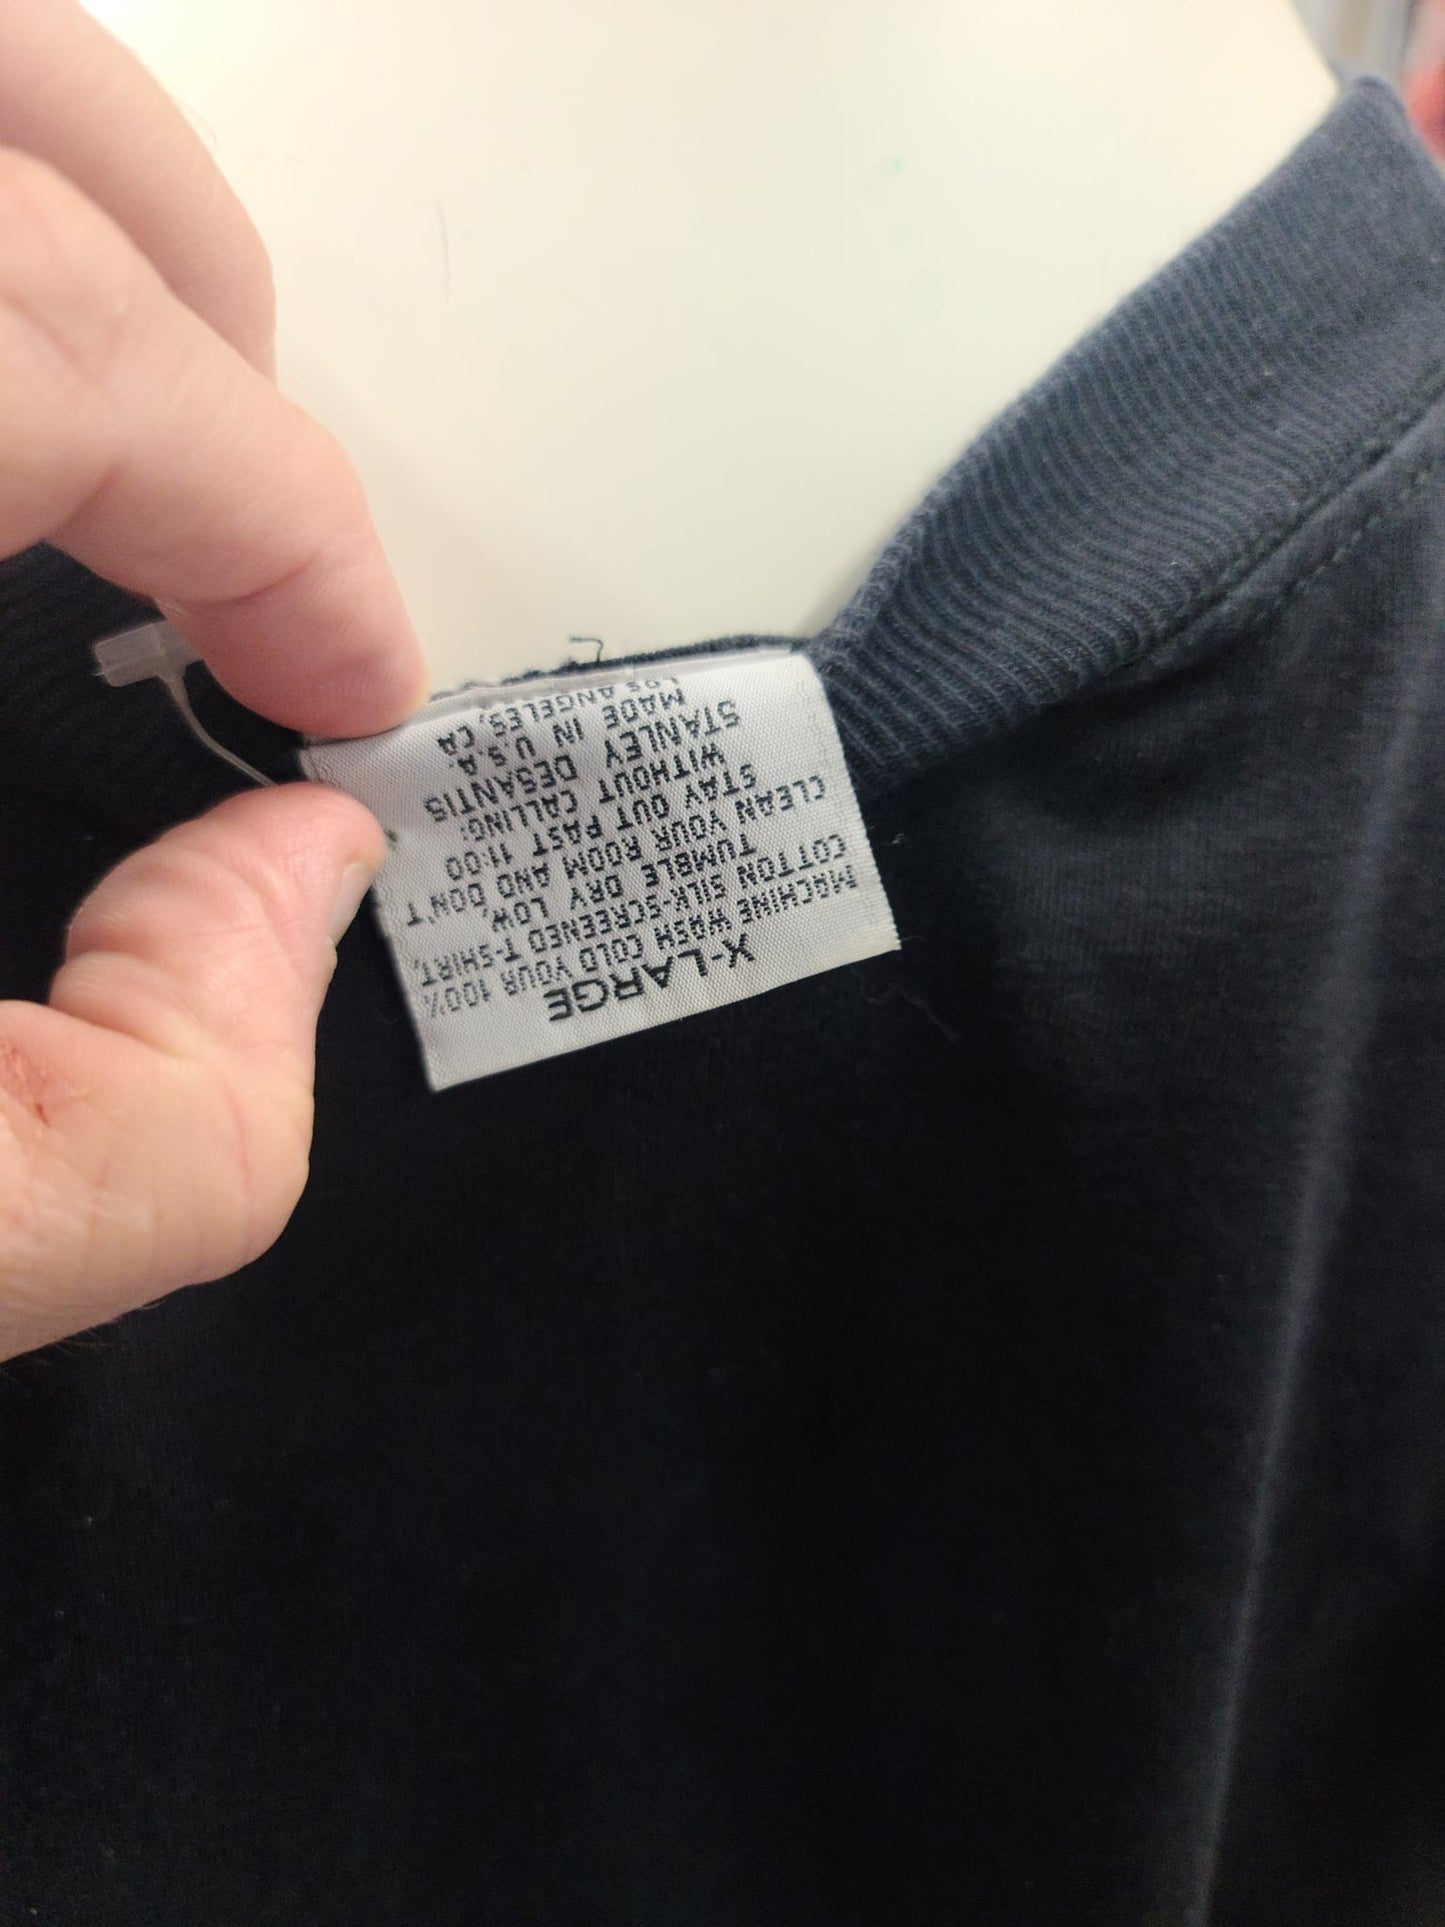 X-LARGE
MACHINE WASH COLD YOUR 100%
COTTON SILK-SCREENED T-SHIRT,
TUMBLE DRY LOW,
CLEAN YOUR ROOM AND DON'T
STAY OUT PAST 11:00
WITHOUT CALLING:
STANLEY DESANTIS
MADE IN U.S.A.
LOS ANGELES, CA